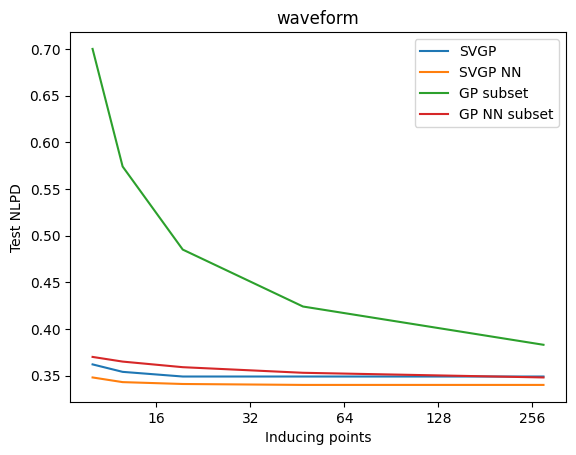 waveform
SVGP
SVGP NN
GP subset
GP NN subset
Test NLPD
0.70
0.65
0.60
0.55
0.50
0.45
0.40
0.35
16 32 64 128 256
Inducing points